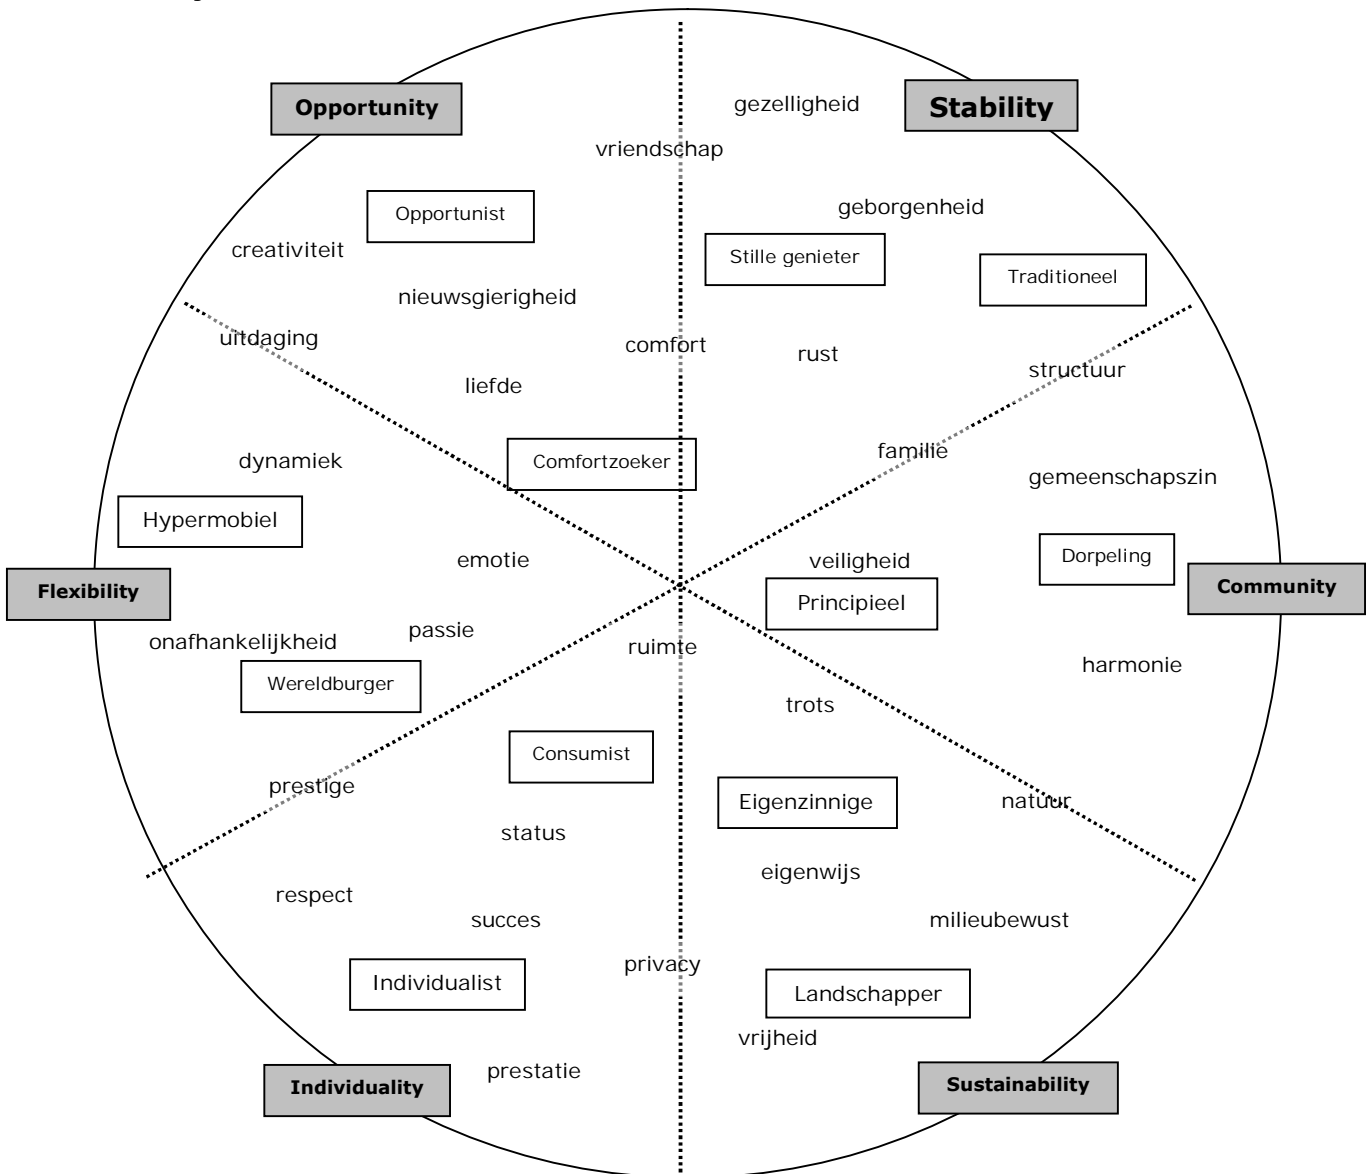 gezelligheid
Opportunity
Stability
vriendschap
Opportunist
geborgenheid
creativiteit
Stille genieter
Traditioneel
nieuwsgierigheid
uitdaging
comfort
rust
structuur
liefde
familie
dynamiek
Comfortzoeker
gemeenschapszin
Hypermobiel
emotie
veiligheid
Dorpeling
Flexibility
Community
Principieel
onafhankelijkheid
passie
ruimte
harmonie
Wereldburger
trots
Consumist
prestige
Eigenzinnige
natuur
status
eigenwijs
respect
succes
milieubewust
privacy
Individualist
Landschapper
vrijheid
prestatie
Individuality
Sustainability